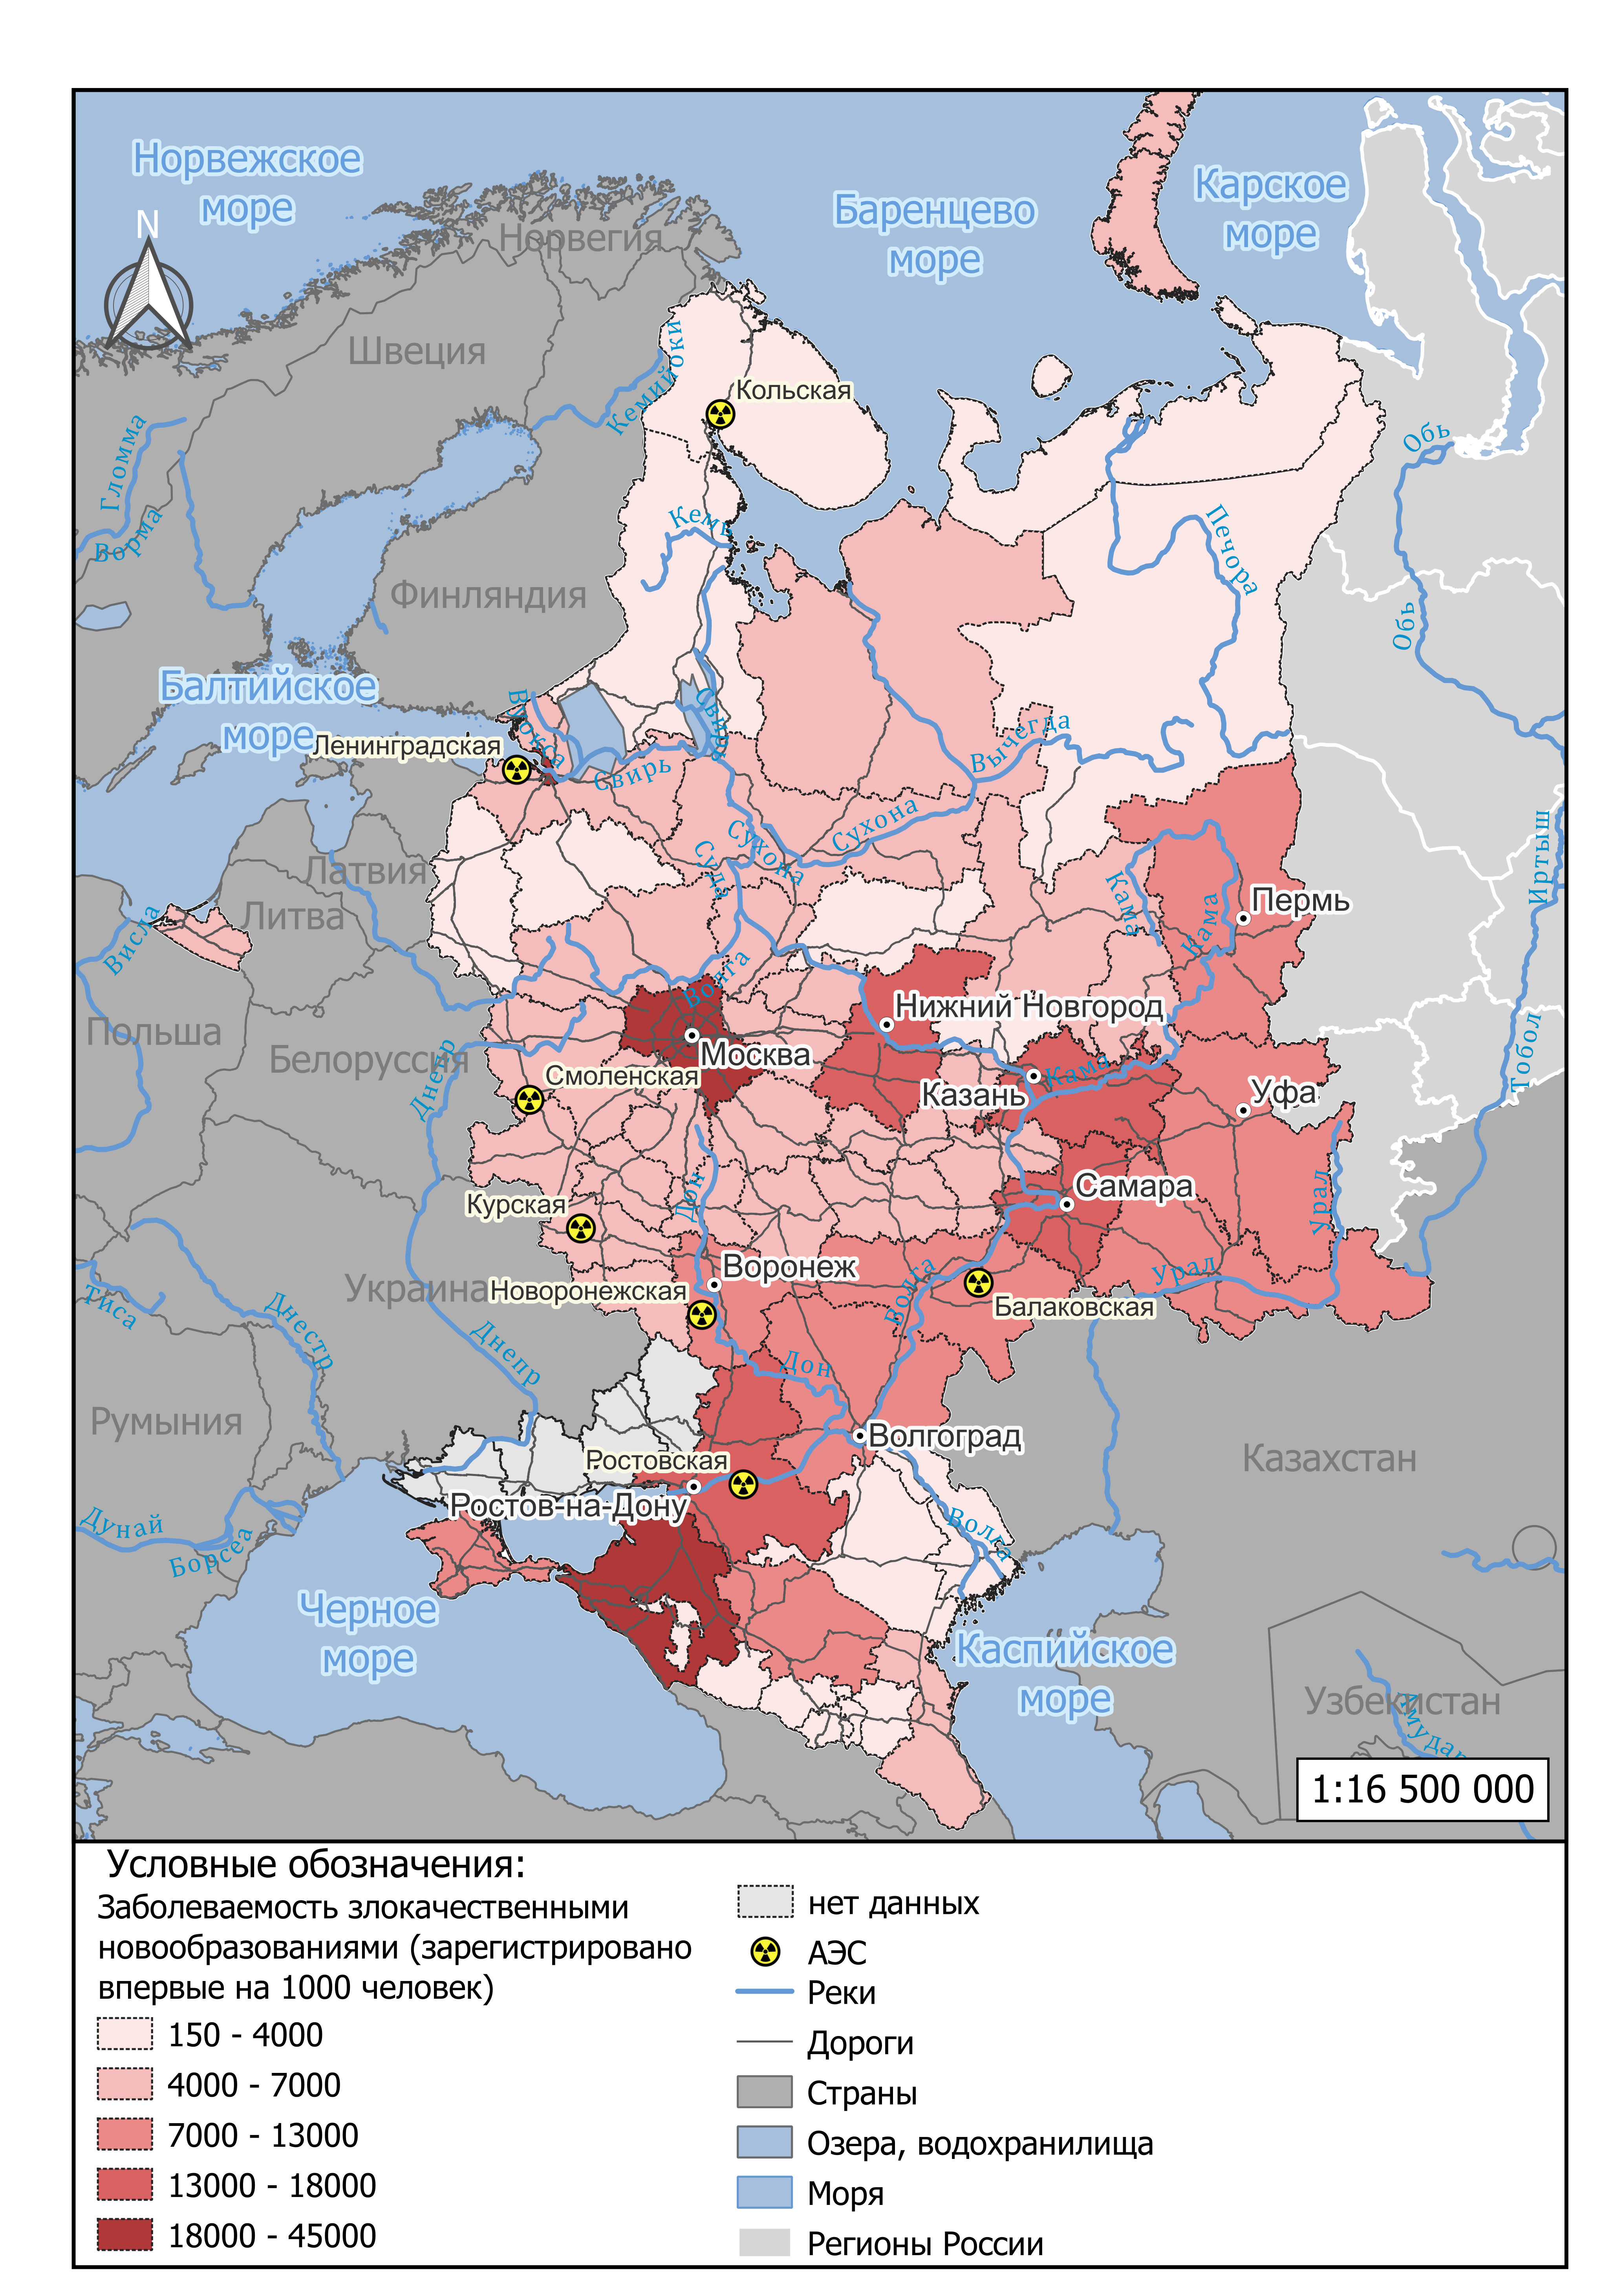 Норвежское
море
N
Баренцево
море
Карское
море
Норвегия
Швеция
Кемийоки
Кольская
Гломма
Ворма
Обь
Кемь
Печора
Финляндия
Обь
Балтийское
море
Вуокса
Свирь
Ленинградская
Свирь
Вычегда
Сухона
Сухона
Суда
Иртыш
Латвия
Литва
Висла
Кама
Кама
Пермь
Волга
Нижний Новгород
Польша
Белоруссия
Москва
Тобол
Днепр
Смоленская
Казань
Кама
Уфа
Дон
Самара
Курская
Урал
Воронеж
Волга
Урал
Украина
Новоронежская
Балаковская
Тиса
Днестр
Днепр
Дон
Румыния
Волгоград
Казахстан
Ростовская
Ростов-на-Дону
Дунай
Борсеа
Волга
Черное
море
Каспийское
море
Узбекистан
1:16 500 000
Условные обозначения:
Заболеваемость злокачественными
новообразованиями (зарегистрировано
впервые на 1000 человек)
150 - 4000
4000 - 7000
7000 - 13000
13000 - 18000
18000 - 45000
нет данных
АЭС
Реки
Дороги
Страны
Озера, водохранилища
Моря
Регионы России